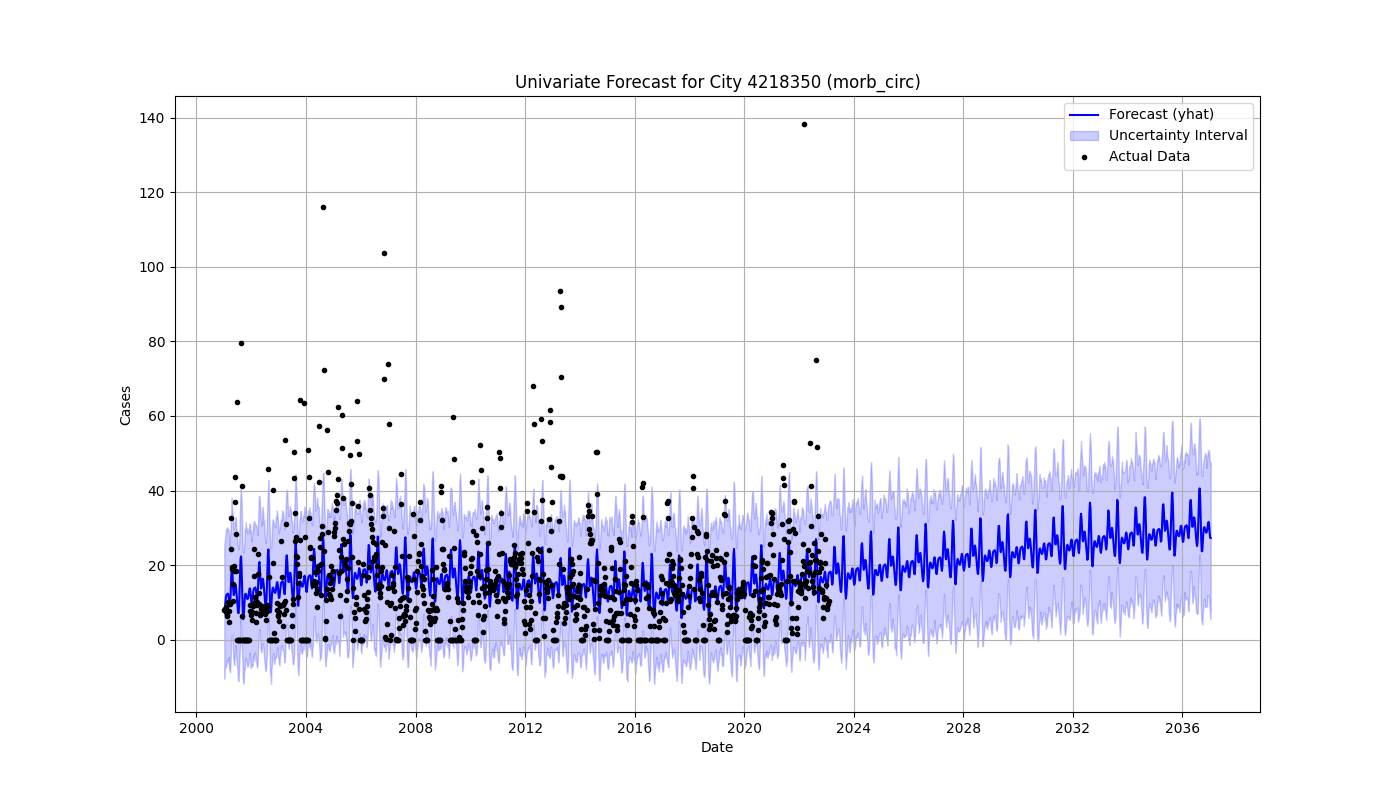 Univariate Forecast for City 4218350 (morb_circ)
Forecast (yhat)
Uncertainty Interval
Actual Data
140
120
100
80
60
40
20
0
Cases
2000 2004 2008 2012 2016 2020 2024 2028 2032 2036
Date